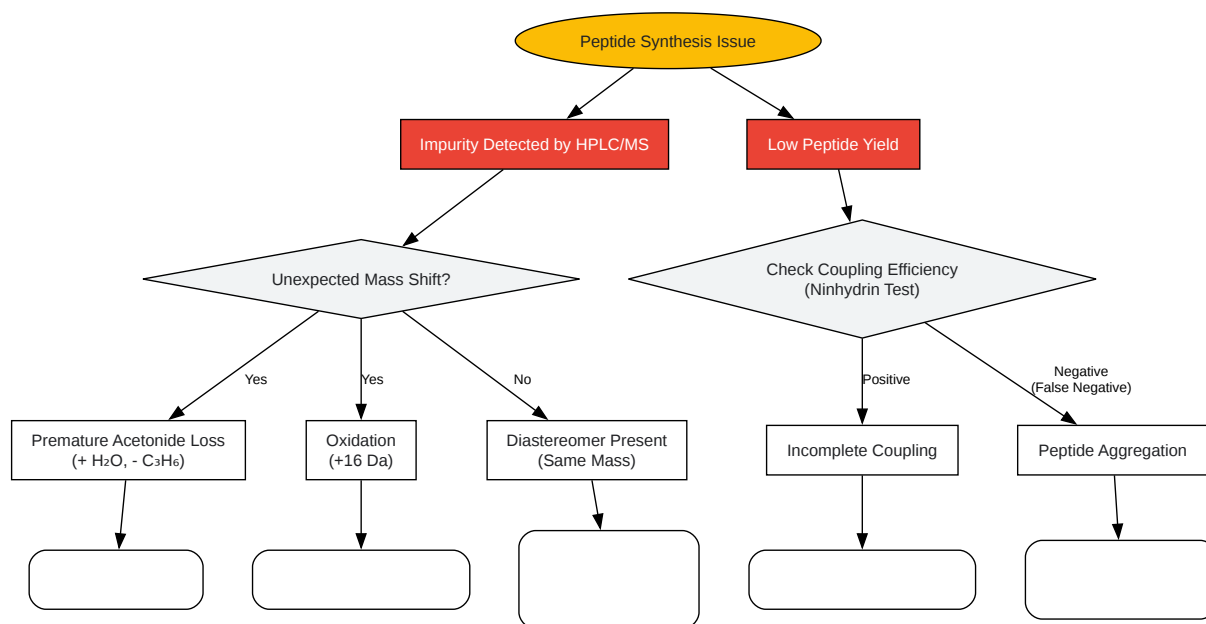 Peptide Synthesis Issue
Impurity Detected by HPLC/MS
Low Peptide Yield
Unexpected Mass Shift?
Check Coupling Efficiency
(Ninhydrin Test)
Yes
Yes
No
Positive
Negative
(False Negative)
Premature Acetonide Loss
(+ H₂O, - C₃H₆)
Oxidation
(+16 Da)
Diastereomer Present
(Same Mass)
Incomplete Coupling
Peptide Aggregation